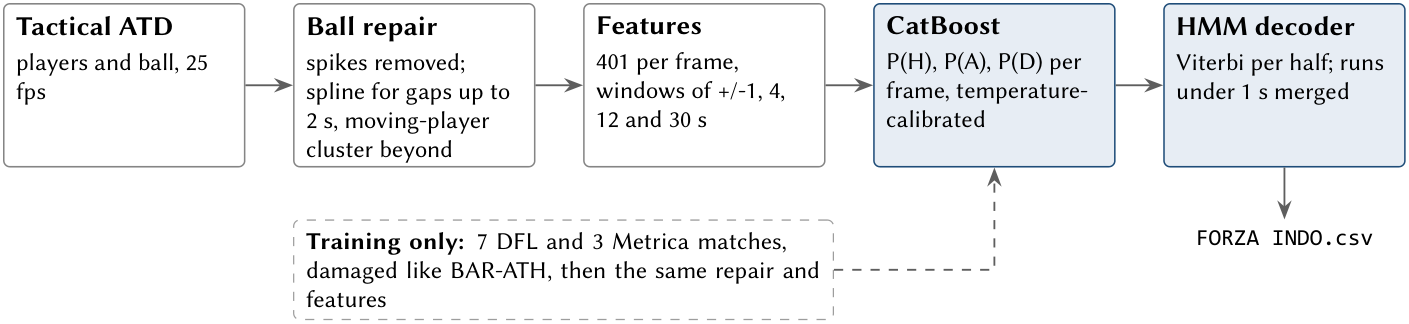 Tactical ATD
players and ball, 25
fps
Ball repair
spikes removed;
spline for gaps up to
2 s, moving-player
cluster beyond
Features
401 per frame,
windows of +/-1, 4,
12 and 30 s
CatBoost
P(H), P(A), P(D) per
frame, temperature-
calibrated
HMM decoder
Viterbi per half; runs
under 1 s merged
Training only: 7 DFL and 3 Metrica matches,
damaged like BAR-ATH, then the same repair and
features
FORZA INDO.csv